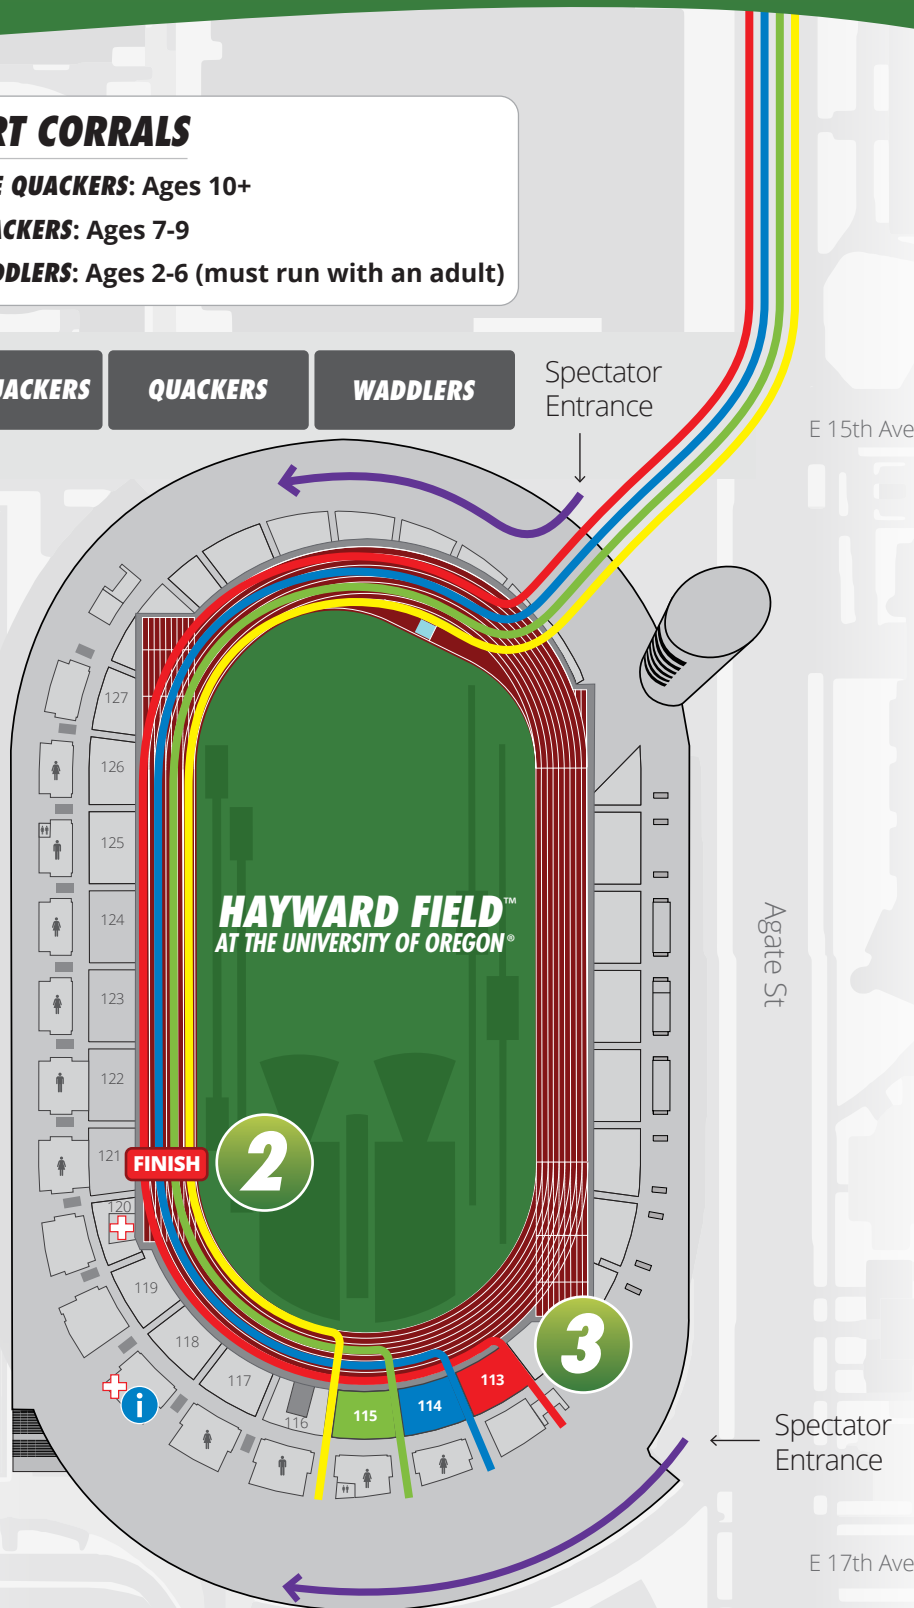 RT CORRALS
E QUACKERS: Ages 10+
ACKERS: Ages 7-9
DDLERS: Ages 2-6 (must run with an adult)
UACKERS
QUACKERS
WADDLERS
Spectator
Entrance
E 15th Ave
127
126
125
124
123
122
121
120
119
118
117
116
115
114
113
HAYWARD FIELD™
AT THE UNIVERSITY OF OREGON®
Agate St
FINISH
2
3
i
Spectator
Entrance
E 17th Ave